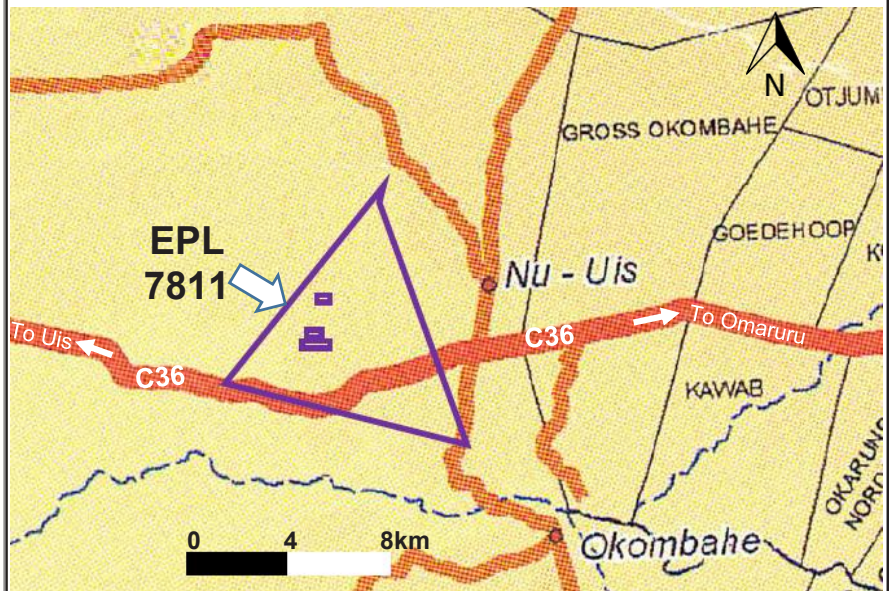 N
OTJUM
GROSS OKOMBAHE
GOEDEHOOP
EPL
7811
Nu - Uis
To Uis
C36
C36
To Omaruru
KAWAB
OKARUNG
NORD
0 4 8km
Okombahe